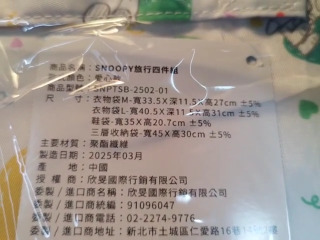 商品名稱：SNOOPY旅行四件組
商品顏色：愛心熱
商品型號：SNPTSB-2502-01
尺寸：衣物袋M-寬33.5X深11.5X高27cm ±5%
衣物袋L-寬40.5X深11.5X高31cm ±5%
鞋袋-寬35X高20.7cm ±5%
三層收納袋-寬45X高30cm ±5%
主要材質：聚酯纖維
製造日期：2025年03月
產地：中國
廠商：欣旻國際行銷有限公司
委製/進口商名稱：欣旻國際行銷有限公司
委製/進口商統編：91096047
委製/進口商電話：02-2274-9776
委製/進口商地址：新北市土城區仁愛路16巷14